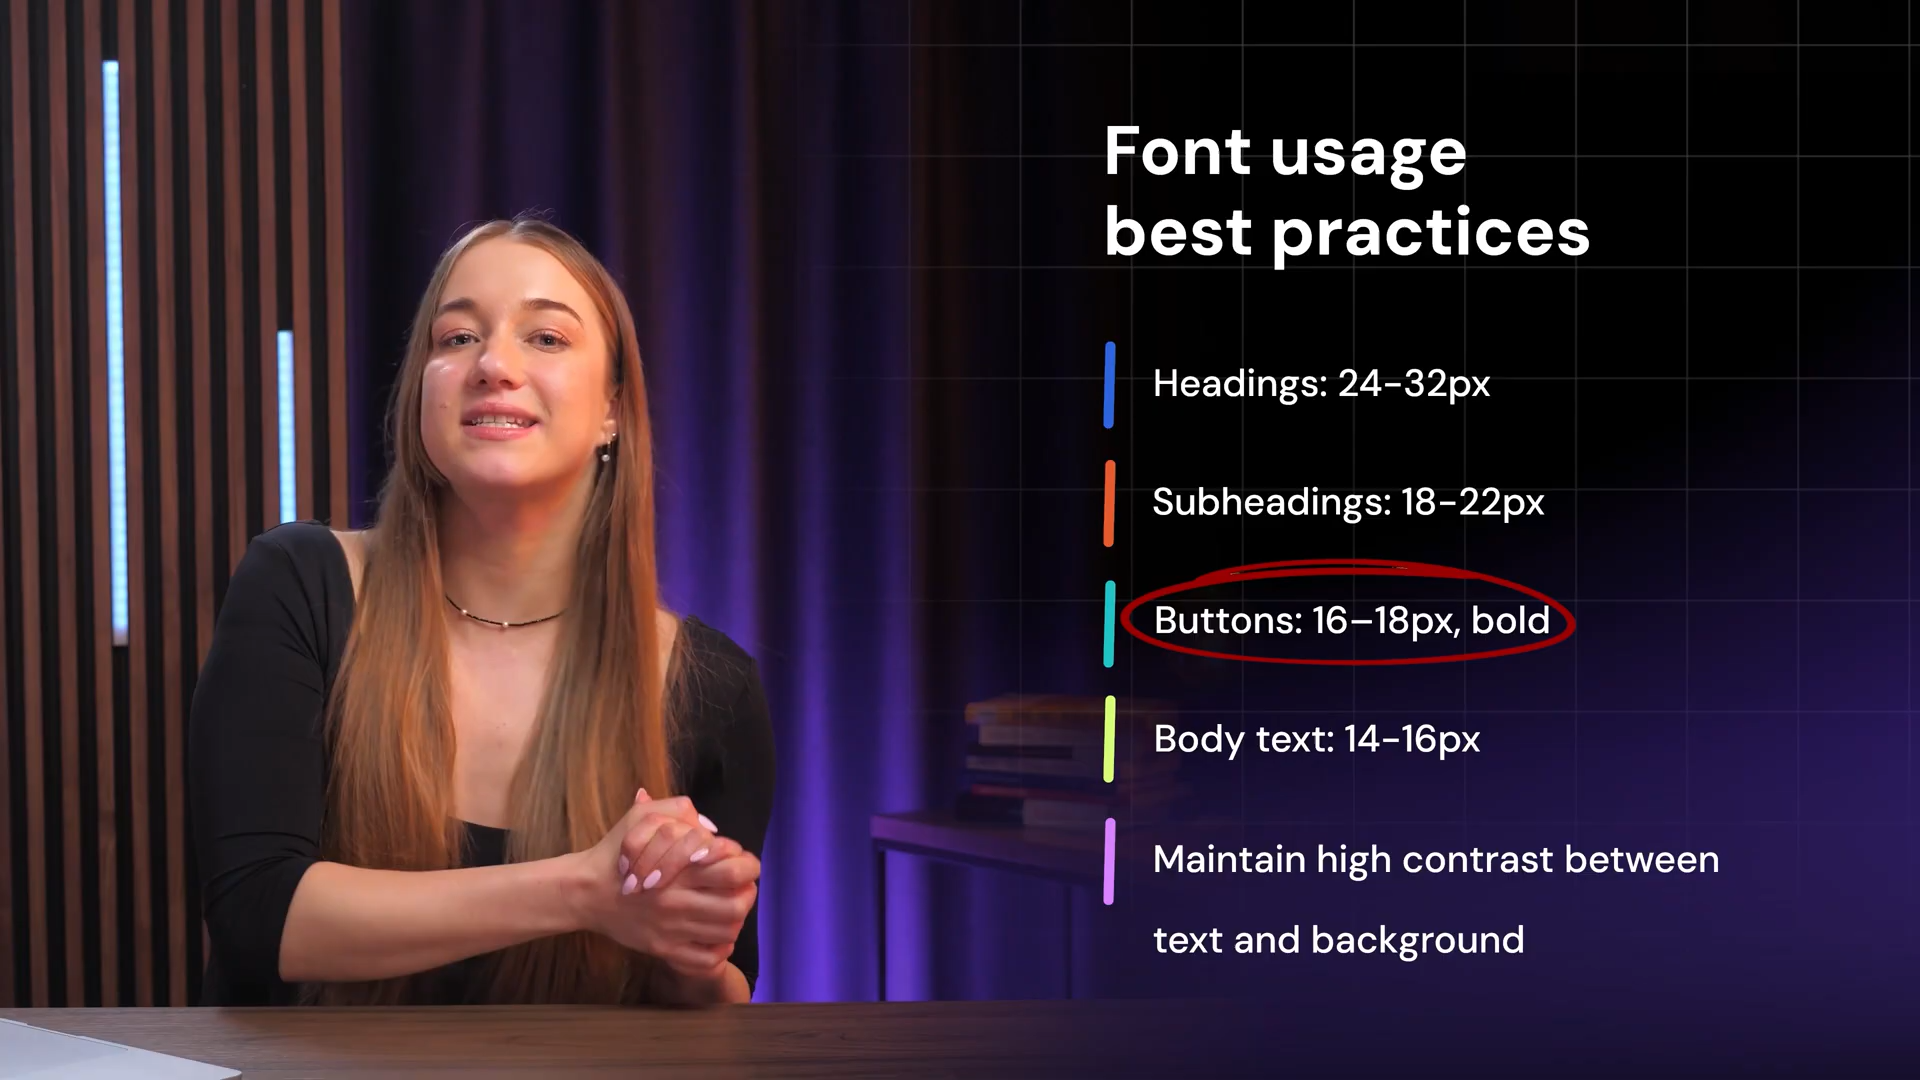 Font usage
best practices
Headings: 24-32px
Subheadings: 18-22px
Buttons: 16–18px, bold
Body text: 14-16px
Maintain high contrast between
text and background